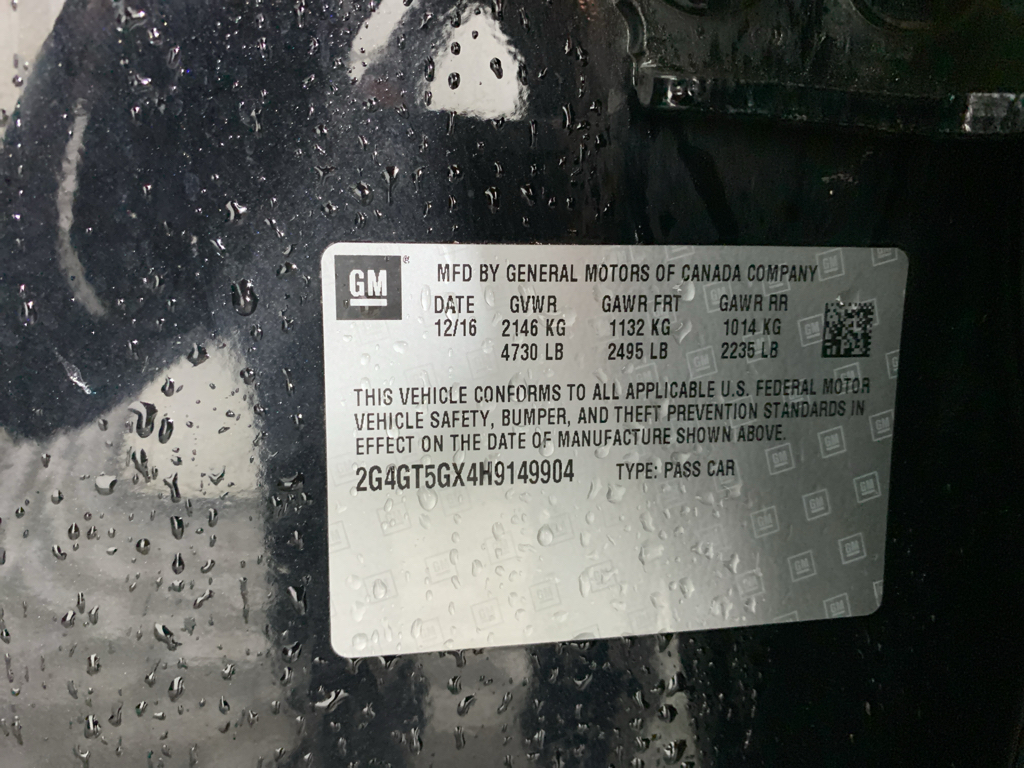 GM
MFD BY GENERAL MOTORS OF CANADA COMPANY
DATE GVWR GAWR FRT GAWR RR
12/16 2146 KG 1132 KG 1014 KG
4730 LB 2495 LB 2235 LB
THIS VEHICLE CONFORMS TO ALL APPLICABLE U.S. FEDERAL MOTOR
VEHICLE SAFETY, BUMPER, AND THEFT PREVENTION STANDARDS IN
EFFECT ON THE DATE OF MANUFACTURE SHOWN ABOVE.
2G4GT5GX4H9149904 TYPE: PASS CAR